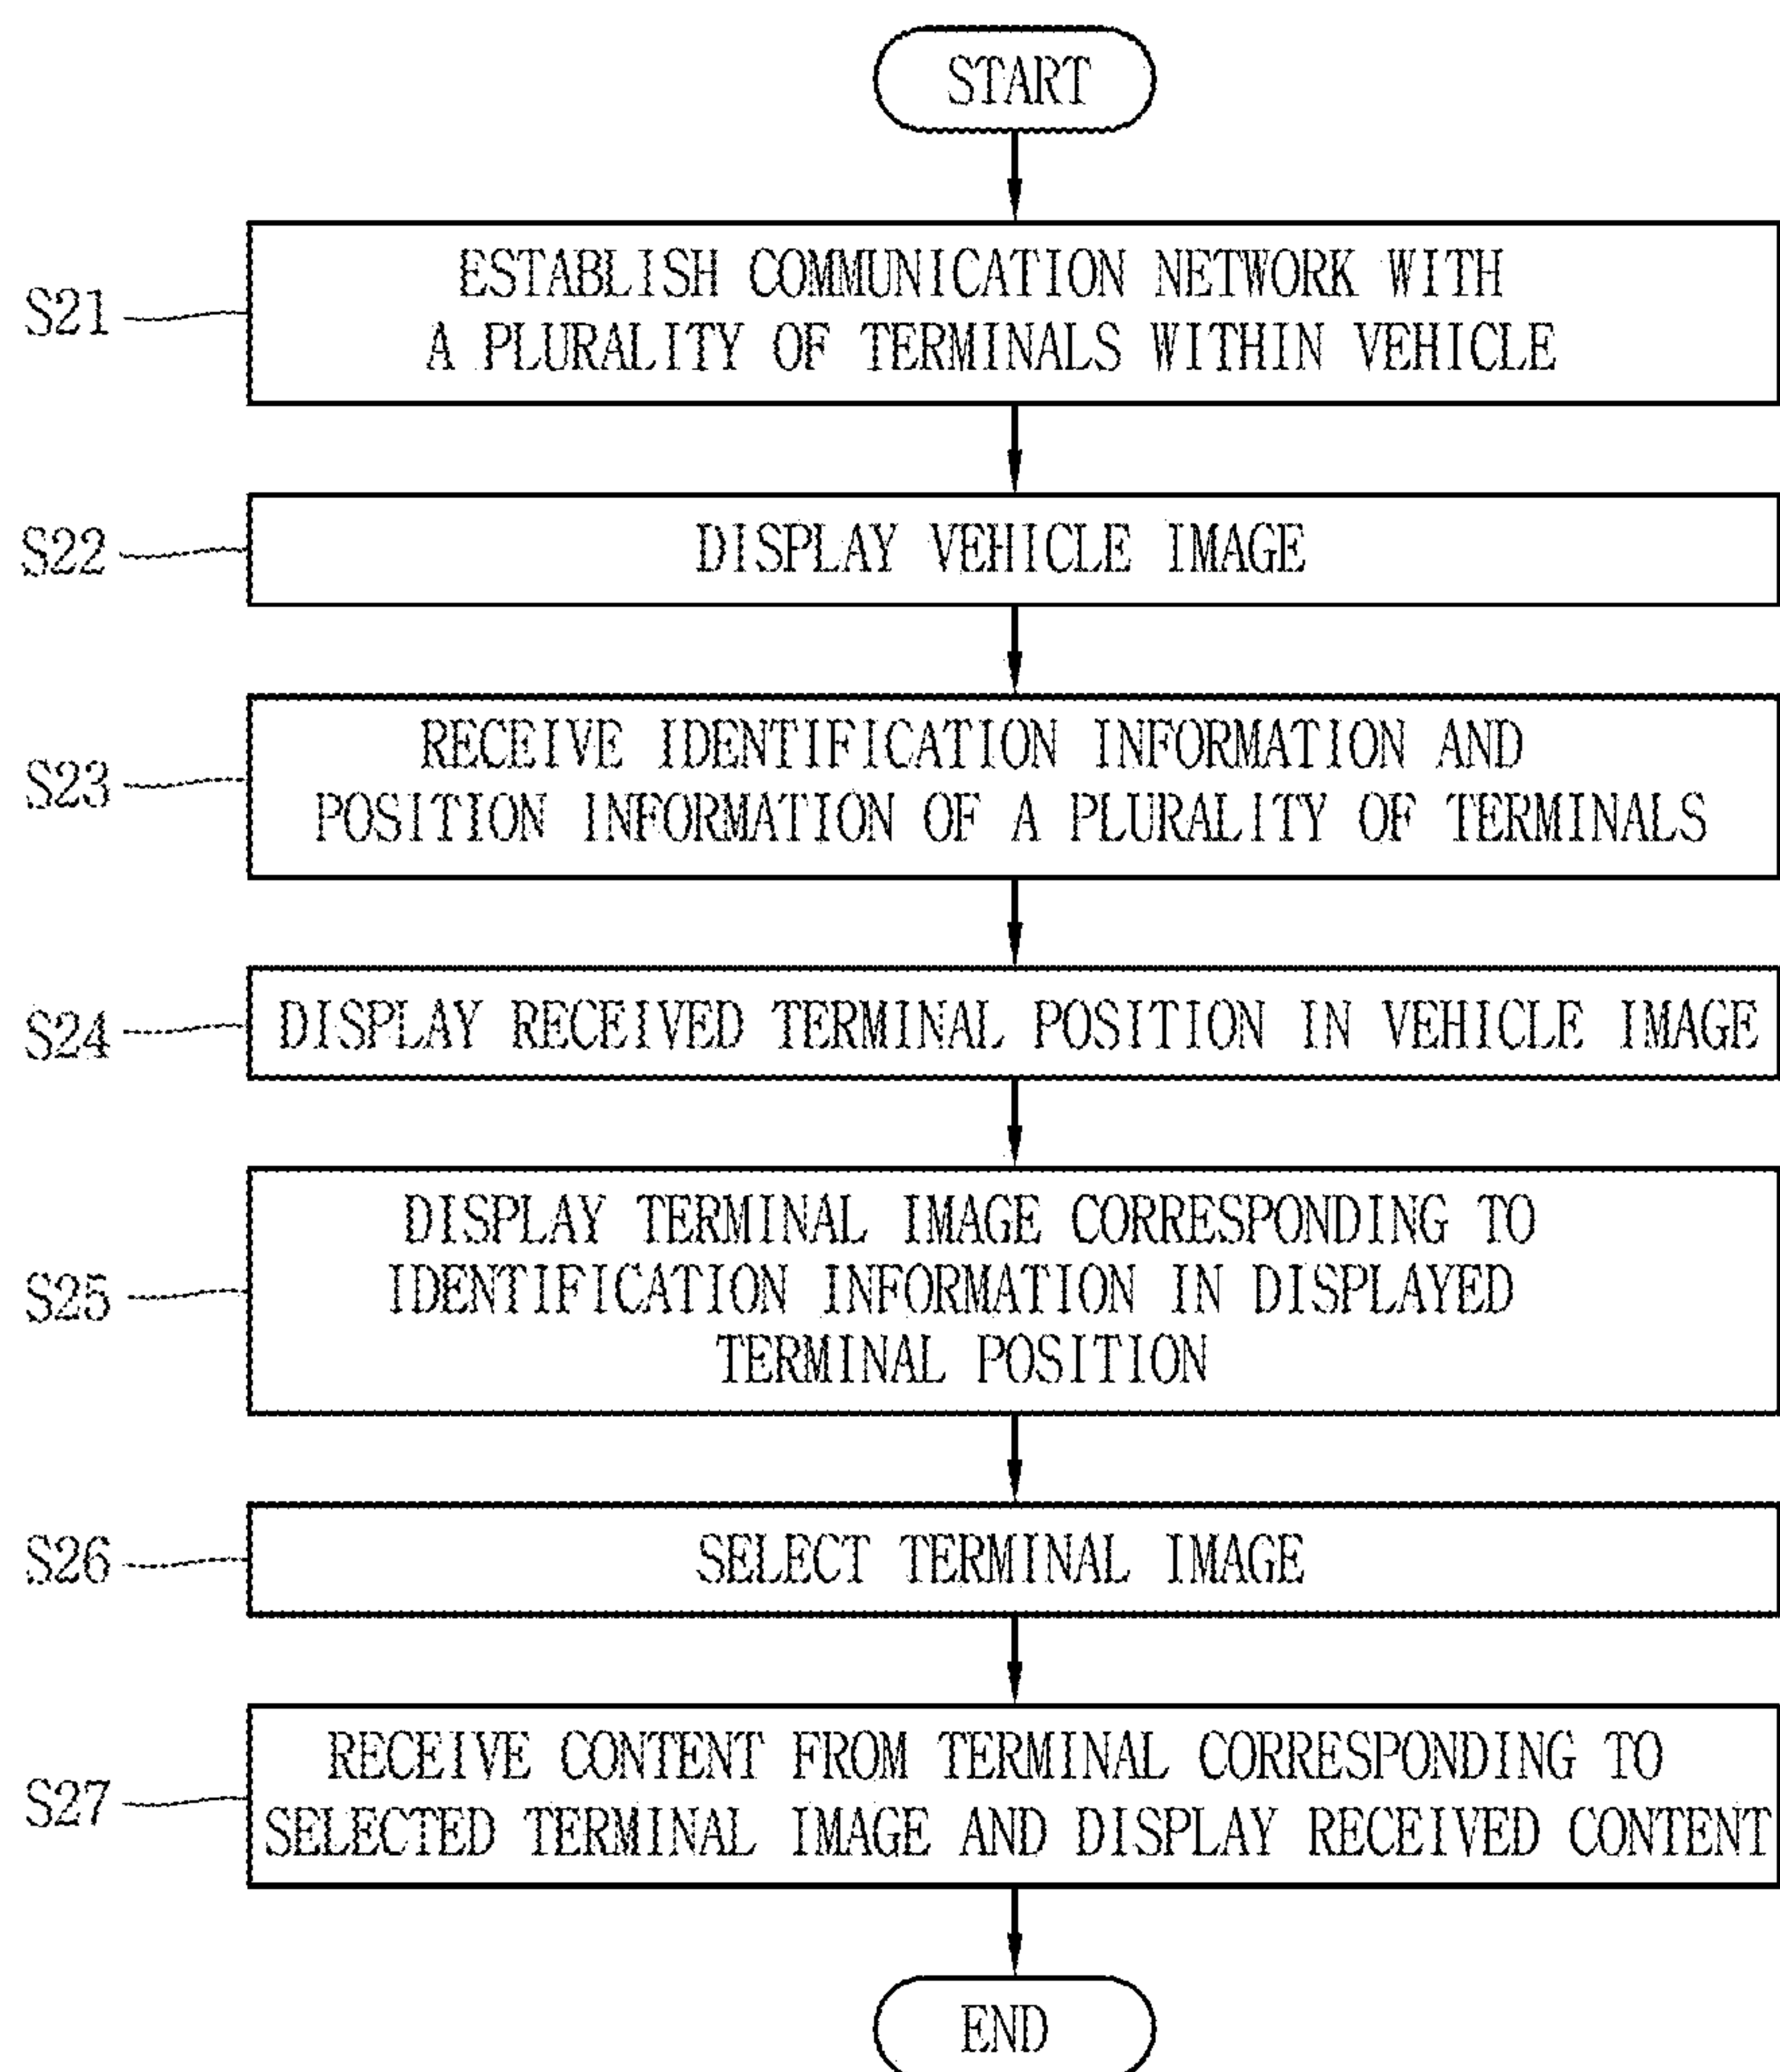 START
S21
ESTABLISH COMMUNICATION NETWORK WITH
A PLURALITY OF TERMINALS WITHIN VEHICLE
S22
DISPLAY VEHICLE IMAGE
S23
RECEIVE IDENTIFICATION INFORMATION AND
POSITION INFORMATION OF A PLURALITY OF TERMINALS
S24
DISPLAY RECEIVED TERMINAL POSITION IN VEHICLE IMAGE
S25
DISPLAY TERMINAL IMAGE CORRESPONDING TO
IDENTIFICATION INFORMATION IN DISPLAYED
TERMINAL POSITION
S26
SELECT TERMINAL IMAGE
S27
RECEIVE CONTENT FROM TERMINAL CORRESPONDING TO
SELECTED TERMINAL IMAGE AND DISPLAY RECEIVED CONTENT
END